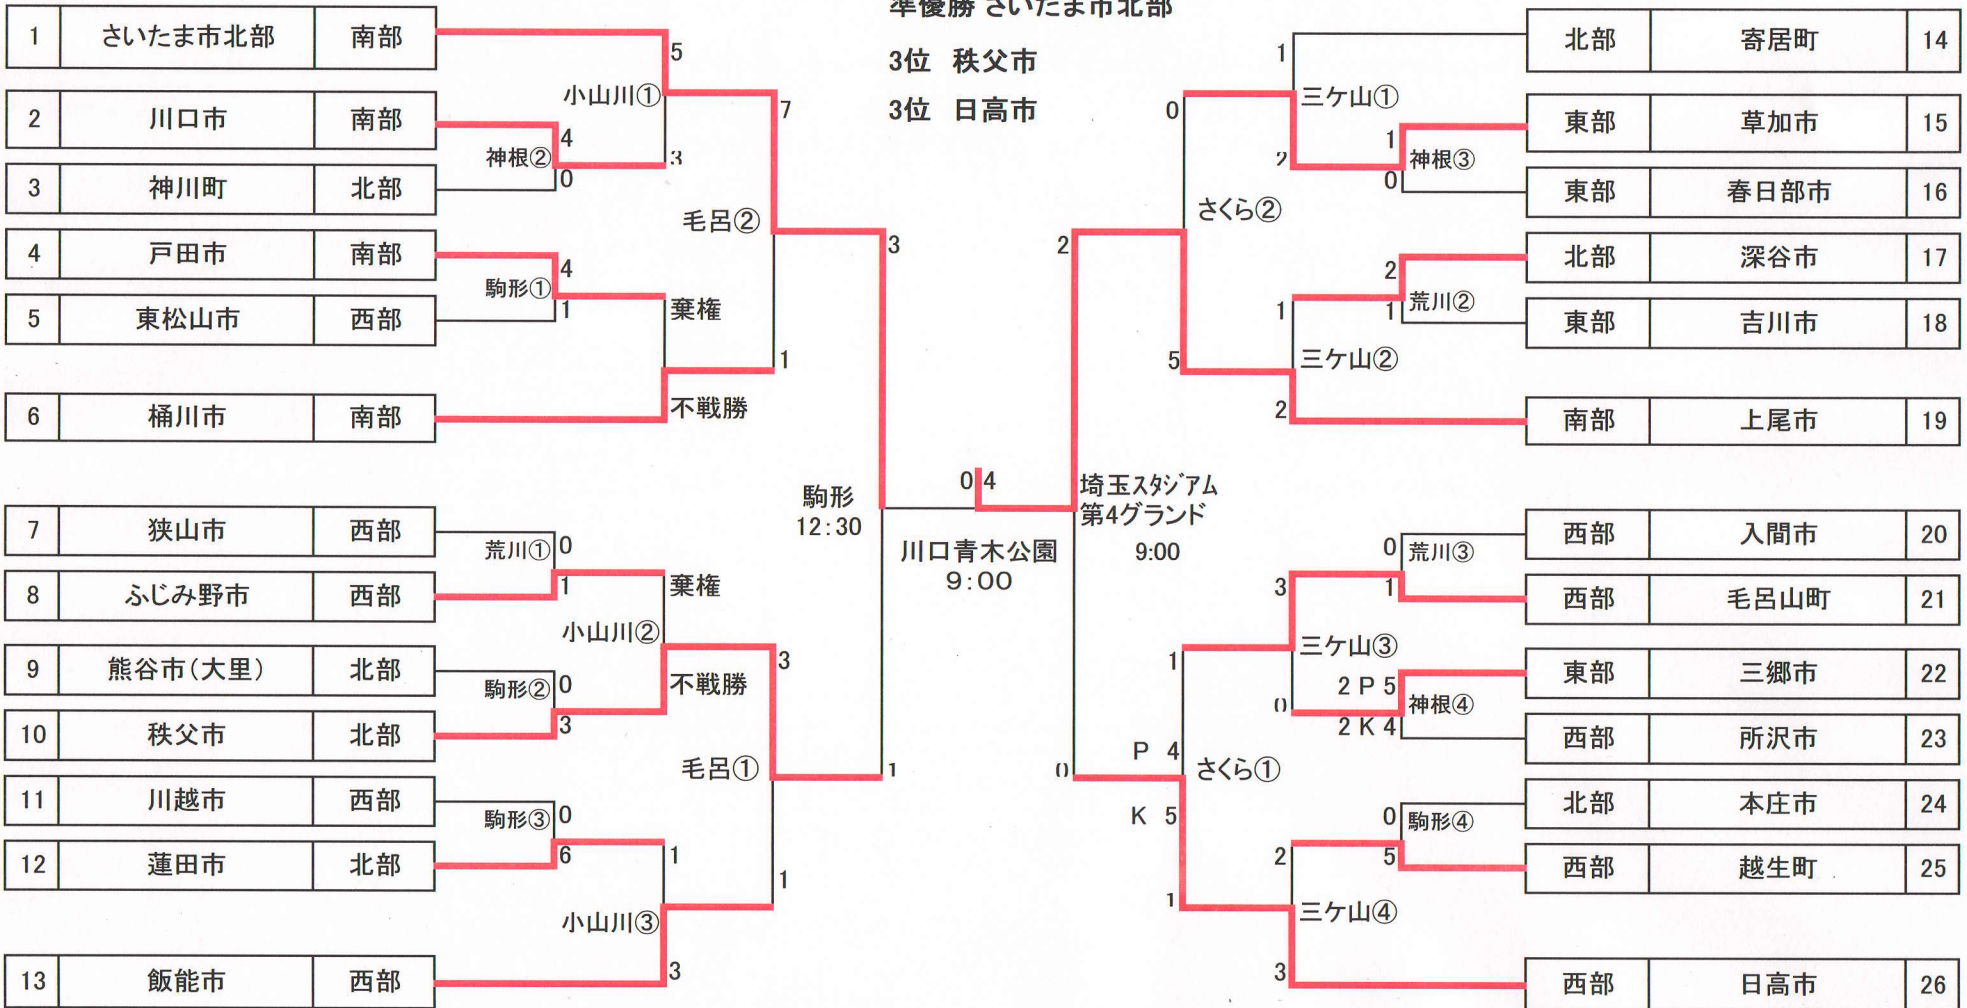 準優勝 さいたま市北部
3位 秩父市
3位 日高市
1 さいたま市北部 南部
2 川口市 南部
3 神川町 北部
4 戸田市 南部
5 東松山市 西部
6 桶川市 南部
7 狭山市 西部
8 ふじみ野市 西部
9 熊谷市(大里) 北部
10 秩父市 北部
11 川越市 西部
12 蓮田市 北部
13 飯能市 西部
神根②
4
0
駒形①
4
1
荒川①
0
1
駒形②
0
3
駒形③
0
6
小山川①
5
3
棄権
不戦勝
小山川②
棄権
不戦勝
小山川③
1
3
毛呂②
7
1
毛呂①
3
1
駒形
12:30
3
1
川口青木公園
9:00
0 4
埼玉スタジアム
第4グランド
9:00
2
0
さくら②
0
5
さくら①
1
P 4
K 5
1
三ケ山①
1
2
三ケ山②
1
2
三ケ山③
3
0
三ケ山④
2
3
神根③
1
0
荒川②
2
1
荒川③
0
1
神根④
2 P 5
2 K 4
駒形④
0
5
北部 寄居町 14
東部 草加市 15
東部 春日部市 16
北部 深谷市 17
東部 吉川市 18
南部 上尾市 19
西部 入間市 20
西部 毛呂山町 21
東部 三郷市 22
西部 所沢市 23
北部 本庄市 24
西部 越生町 25
西部 日高市 26